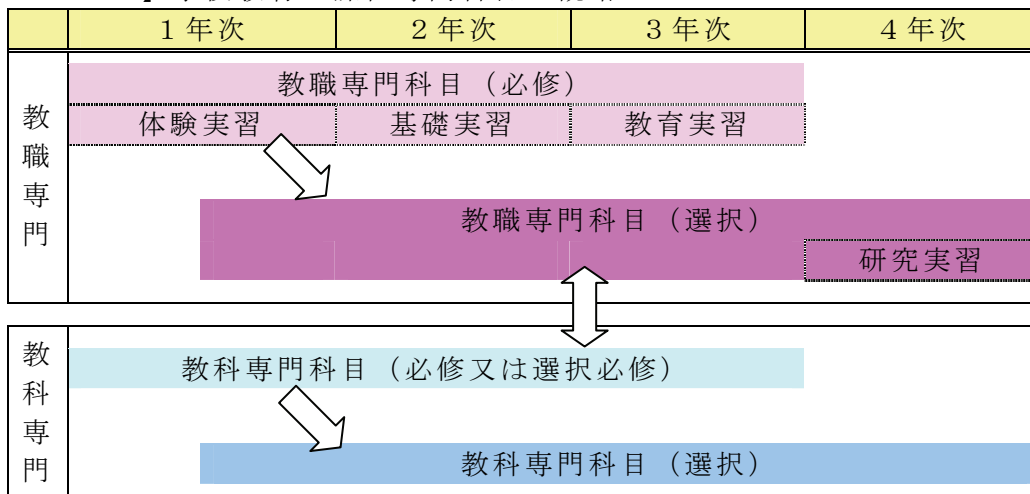 1年次 2年次 3年次 4年次
教職専門
教職専門科目(必修)
体験実習 基礎実習 教育実習
教職専門科目(選択)
研究実習
教科専門
教科専門科目(必修又は選択必修)
教科専門科目(選択)